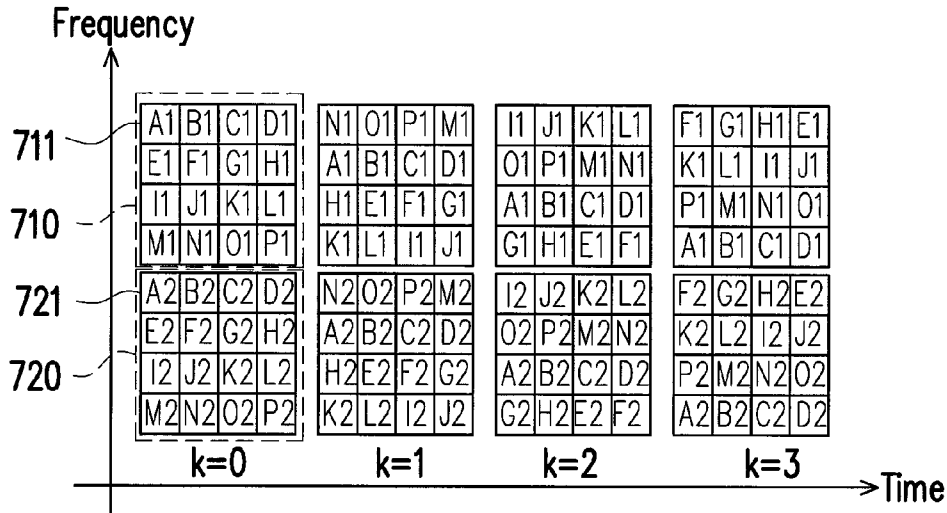 Frequency
711
710
721
720
A1 B1 C1 D1
E1 F1 G1 H1
I1 J1 K1 L1
M1 N1 O1 P1
A2 B2 C2 D2
E2 F2 G2 H2
I2 J2 K2 L2
M2 N2 O2 P2
k=0
N1 O1 P1 M1
A1 B1 C1 D1
H1 E1 F1 G1
K1 L1 I1 J1
N2 O2 P2 M2
A2 B2 C2 D2
H2 E2 F2 G2
K2 L2 I2 J2
k=1
I1 J1 K1 L1
O1 P1 M1 N1
A1 B1 C1 D1
G1 H1 E1 F1
I2 J2 K2 L2
O2 P2 M2 N2
A2 B2 C2 D2
G2 H2 E2 F2
k=2
F1 G1 H1 E1
K1 L1 I1 J1
P1 M1 N1 O1
A1 B1 C1 D1
F2 G2 H2 E2
K2 L2 I2 J2
P2 M2 N2 O2
A2 B2 C2 D2
k=3
Time